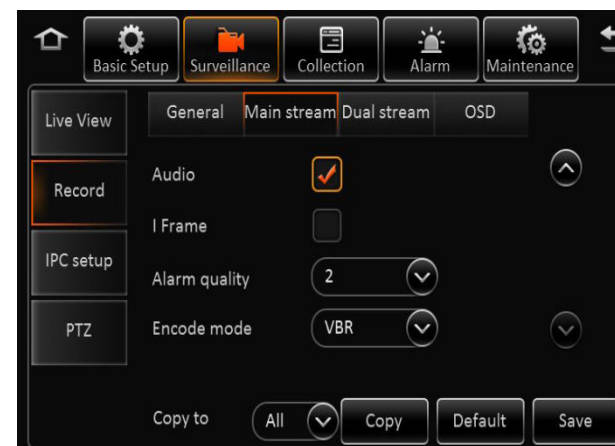 Basic Setup Surveillance Collection Alarm Maintenance
Live View
Record
IPC setup
PTZ
General Main stream Dual stream OSD
Audio
I Frame
Alarm quality 2
Encode mode VBR
Copy to All Copy Default Save